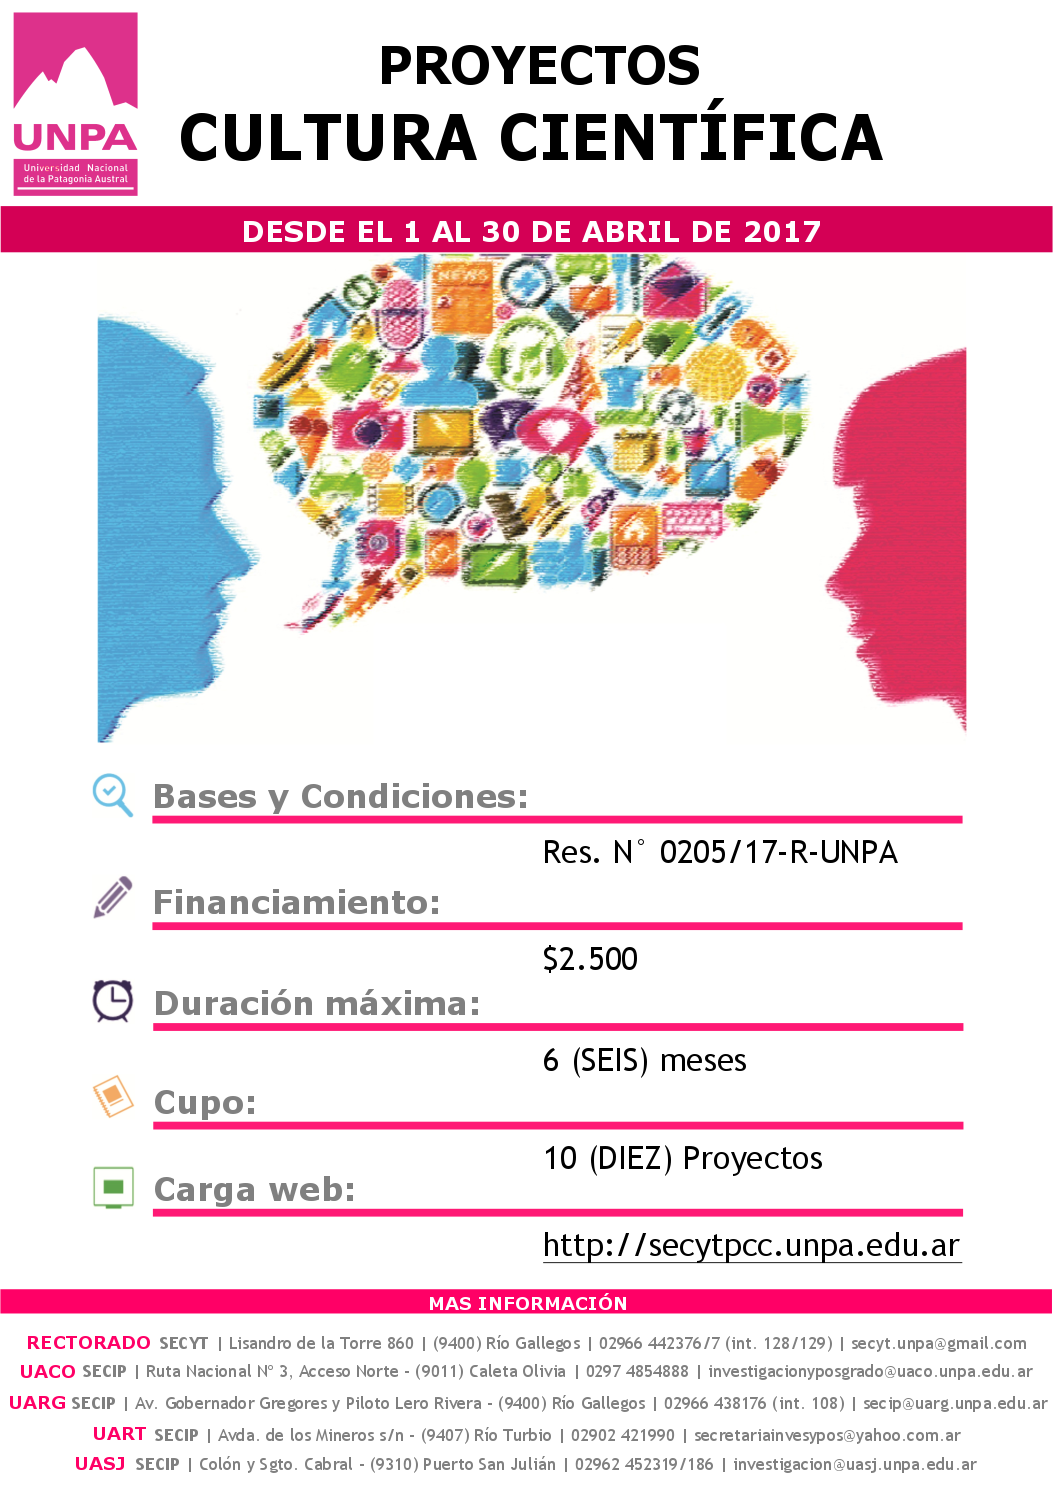 UNPA
Universidad Nacional
de la Patagonia Austral
PROYECTOS
CULTURA CIENTÍFICA
DESDE EL 1 AL 30 DE ABRIL DE 2017
NEWS
Bases y Condiciones:
Res. N° 0205/17-R-UNPA
Financiamiento:
$2.500
Duración máxima:
6 (SEIS) meses
Cupo:
10 (DIEZ) Proyectos
Carga web:
http://secytpcc.unpa.edu.ar
MAS INFORMACIÓN
RECTORADO SECYT | Lisandro de la Torre 860 | (9400) Río Gallegos | 02966 442376/7 (int. 128/129) | secyt.unpa@gmail.com
UACO SECIP | Ruta Nacional Nº 3, Acceso Norte - (9011) Caleta Olivia | 0297 4854888 | investigacionyposgrado@uaco.unpa.edu.ar
UARG SECIP | Av. Gobernador Gregores y Piloto Lero Rivera - (9400) Río Gallegos | 02966 438176 (int. 108) | secip@uarg.unpa.edu.ar
UART SECIP | Avda. de los Mineros s/n - (9407) Río Turbio | 02902 421990 | secretariainvesypos@yahoo.com.ar
UASJ SECIP | Colón y Sgto. Cabral - (9310) Puerto San Julián | 02962 452319/186 | investigacion@uasj.unpa.edu.ar